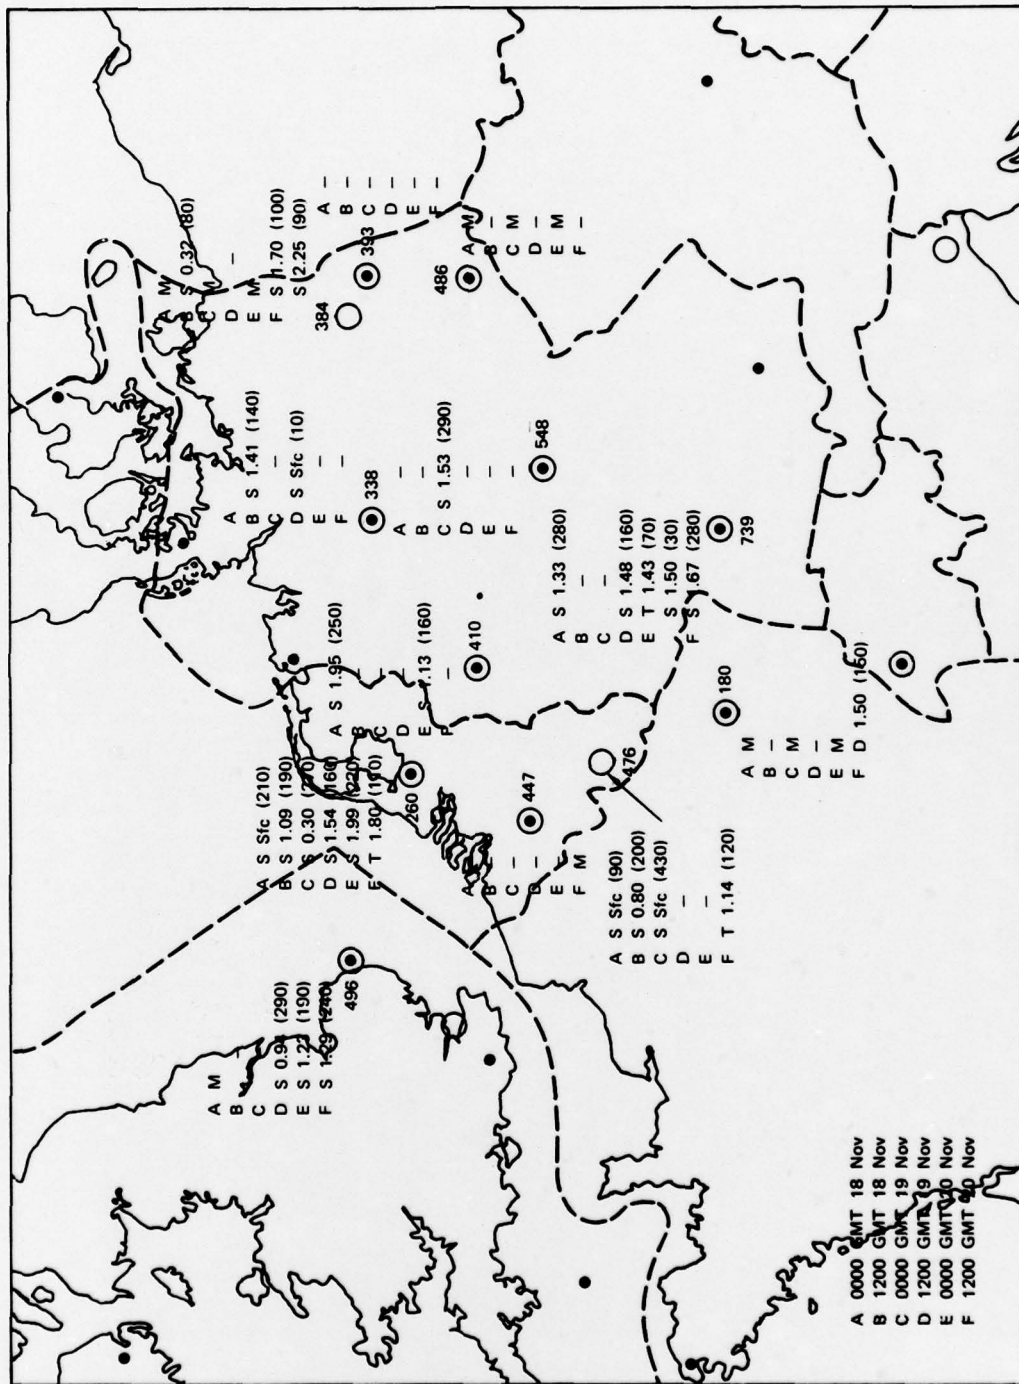 A M
B –
C –
D S 0.94 (290)
E S 1.23 (190)
F S 1.29 (240)
496
A S Sfc (210)
B S 1.09 (190)
C S 0.30 (270)
D S 1.54 (160)
E S 1.99 (220)
E T 1.80 (170)
260
A S 1.95 (250)
B –
C –
D –
E S 1.13 (160)
F –
410
A –
B S 1.41 (140)
C –
D S Sfc (10)
E –
F –
338
A M
B S 0.32 (80)
C M
D –
E M
F S 1.70 (100)
S 2.25 (90)
384
A –
B –
C –
D –
E –
F –
393
A –
B –
C –
D –
E –
F M
447
A –
B –
C S 1.53 (290)
D –
E –
F –
548
A M
B –
C M
D –
E M
F –
486
A S Sfc (90)
B S 0.80 (200)
C S Sfc (430)
D –
E –
F T 1.14 (120)
476
A S 1.33 (280)
B –
C –
D S 1.48 (160)
E T 1.43 (70)
S 1.50 (30)
F S 1.67 (280)
739
180
A M
B –
C M
D –
E M
F D 1.50 (150)
A 0000 GMT 18 Nov
B 1200 GMT 18 Nov
C 0000 GMT 19 Nov
D 1200 GMT 19 Nov
E 0000 GMT 20 Nov
F 1200 GMT 20 Nov